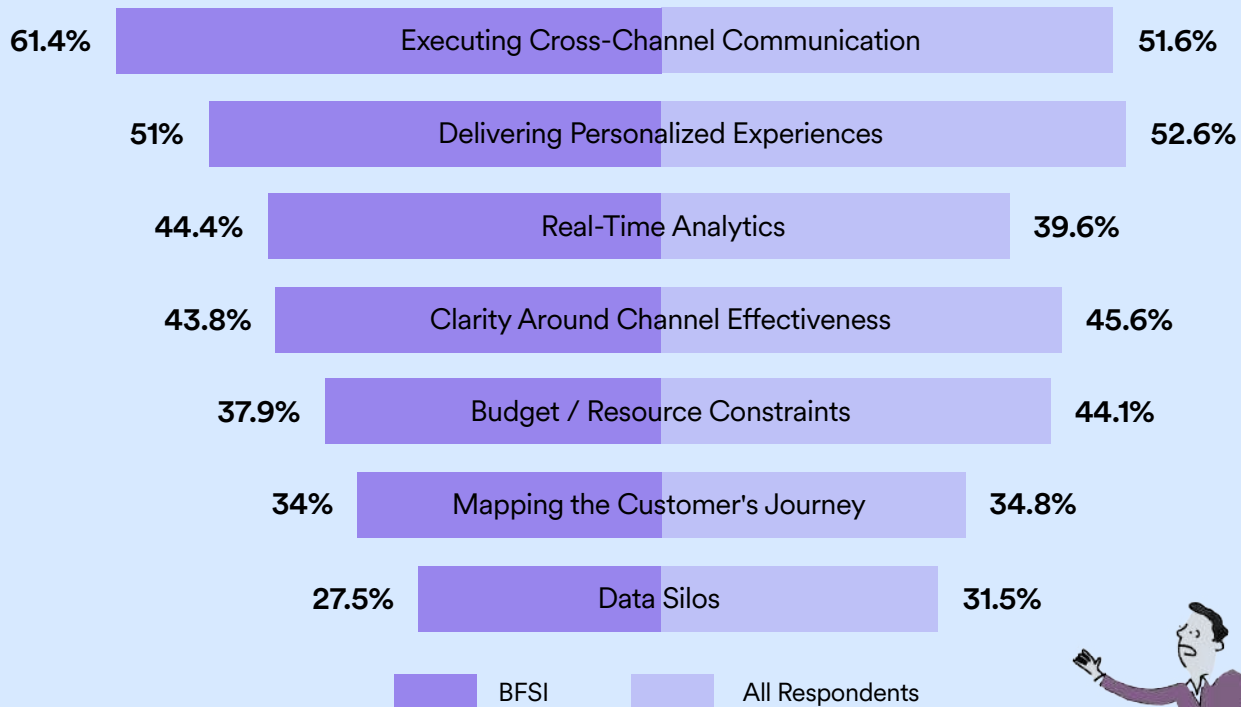 61.4% Executing Cross-Channel Communication 51.6%
51% Delivering Personalized Experiences 52.6%
44.4% Real-Time Analytics 39.6%
43.8% Clarity Around Channel Effectiveness 45.6%
37.9% Budget / Resource Constraints 44.1%
34% Mapping the Customer's Journey 34.8%
27.5% Data Silos 31.5%
BFSI All Respondents